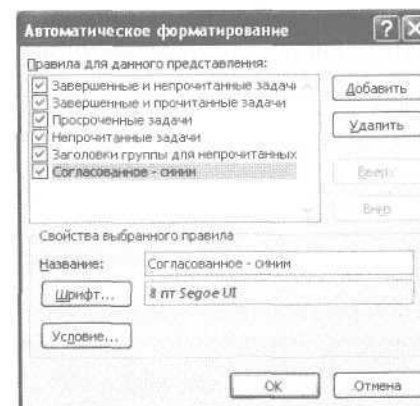 Автоматическое форматирование
Правила для данного представления:
Завершенные и непрочитанные задачи
Завершенные и прочитанные задачи
Просроченные задачи
Непрочитанные задачи
Заголовки группы для непрочитанных
Согласованное - синим
Добавить
Удалить
Вверх
Вниз
Свойства выбранного правила
Название:
Согласованное - синим
Шрифт...
8 пт Segoe UI
Условие...
ОК
Отмена